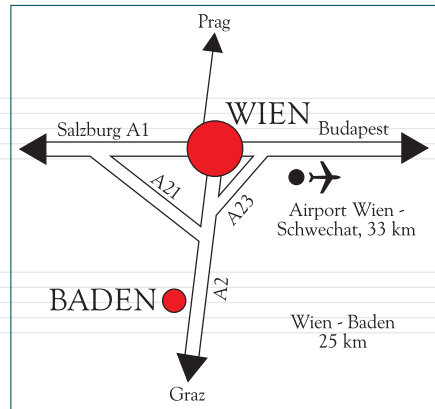 Prag
WIEN
Salzburg A1
Budapest
A21
A23
Airport Wien -
Schwechat, 33 km
A2
BADEN
Wien - Baden
25 km
Graz